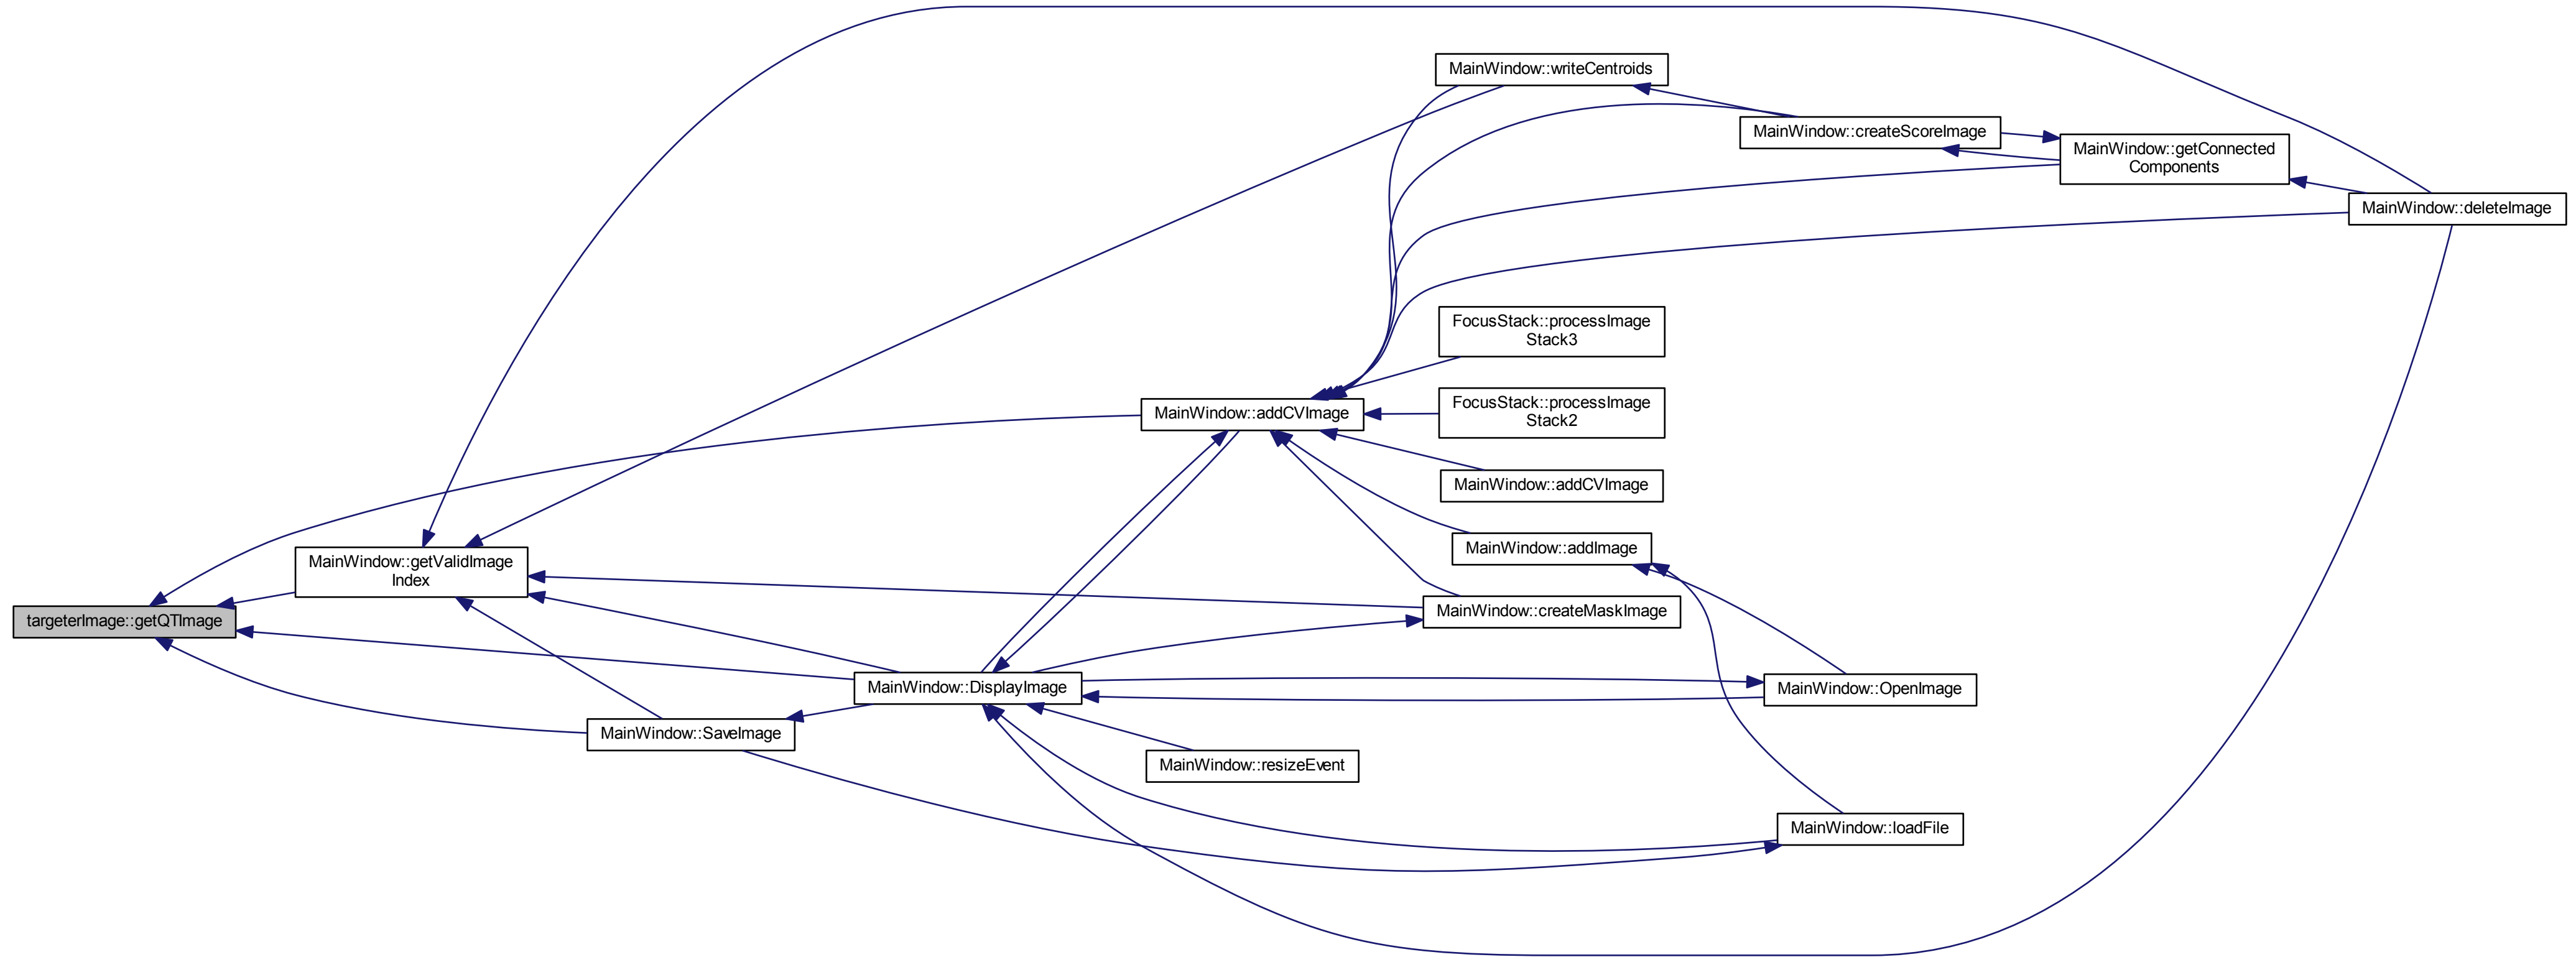 MainWindow::writeCentroids
MainWindow::createScoreImage
MainWindow::getConnected
Components
MainWindow::deleteImage
FocusStack::processImage
Stack3
FocusStack::processImage
Stack2
MainWindow::addCVImage
MainWindow::addCVImage
MainWindow::addImage
MainWindow::getValidImage
Index
MainWindow::createMaskImage
targeterImage::getQTImage
MainWindow::DisplayImage
MainWindow::OpenImage
MainWindow::SaveImage
MainWindow::resizeEvent
MainWindow::loadFile